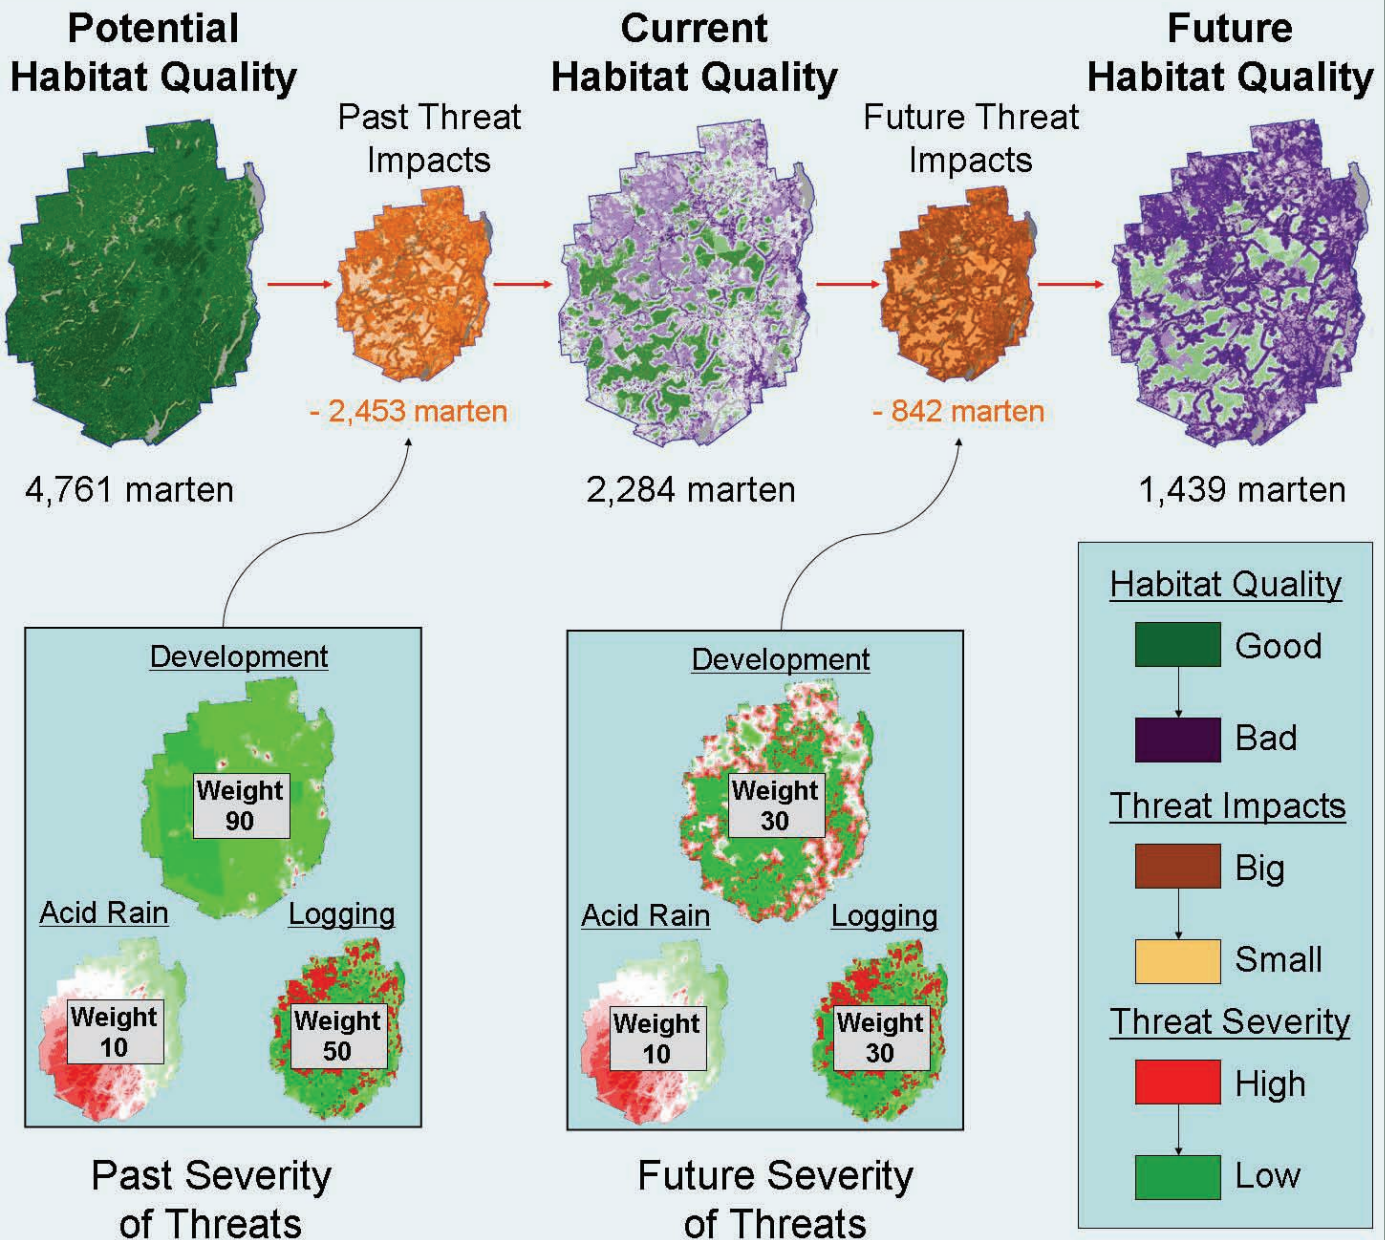 Potential
Habitat Quality
Past Threat
Impacts
Current
Habitat Quality
Future Threat
Impacts
Future
Habitat Quality
- 2,453 marten
- 842 marten
4,761 marten
2,284 marten
1,439 marten
Development
Weight
90
Acid Rain
Weight
10
Logging
Weight
50
Past Severity
of Threats
Development
Weight
30
Acid Rain
Weight
10
Logging
Weight
30
Future Severity
of Threats
Habitat Quality
Good
Bad
Threat Impacts
Big
Small
Threat Severity
High
Low